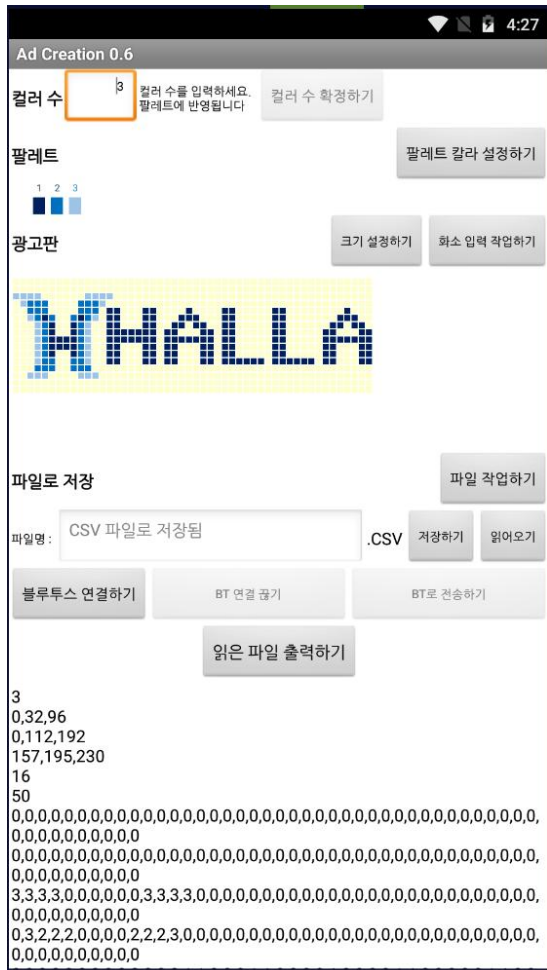 4:27
Ad Creation 0.6
컬러 수
3
컬러 수를 입력하세요.
팔레트에 반영됩니다
컬러 수 확정하기
팔레트
팔레트 칼라 설정하기
1 2 3
광고판
크기 설정하기
화소 입력 작업하기
H HALLA
파일로 저장
파일 작업하기
파일명 :
CSV 파일로 저장됨
.CSV
저장하기
읽어오기
블루투스 연결하기
BT 연결 끊기
BT로 전송하기
읽은 파일 출력하기
3
0,32,96
0,112,192
157,195,230
16
50
0,0,0,0,0,0,0,0,0,0,0,0,0,0,0,0,0,0,0,0,0,0,0,0,0,0,0,0,0,0,0,0,0,0,0,0,0,0,0,0,
0,0,0,0,0,0,0,0,0,0
0,0,0,0,0,0,0,0,0,0,0,0,0,0,0,0,0,0,0,0,0,0,0,0,0,0,0,0,0,0,0,0,0,0,0,0,0,0,0,0,
0,0,0,0,0,0,0,0,0,0
3,3,3,3,0,0,0,0,0,0,3,3,3,3,0,0,0,0,0,0,0,0,0,0,0,0,0,0,0,0,0,0,0,0,0,0,0,0,0,0,
0,0,0,0,0,0,0,0,0,0
0,3,2,2,2,0,0,0,0,2,2,2,3,0,0,0,0,0,0,0,0,0,0,0,0,0,0,0,0,0,0,0,0,0,0,0,0,0,0,0,
0,0,0,0,0,0,0,0,0,0